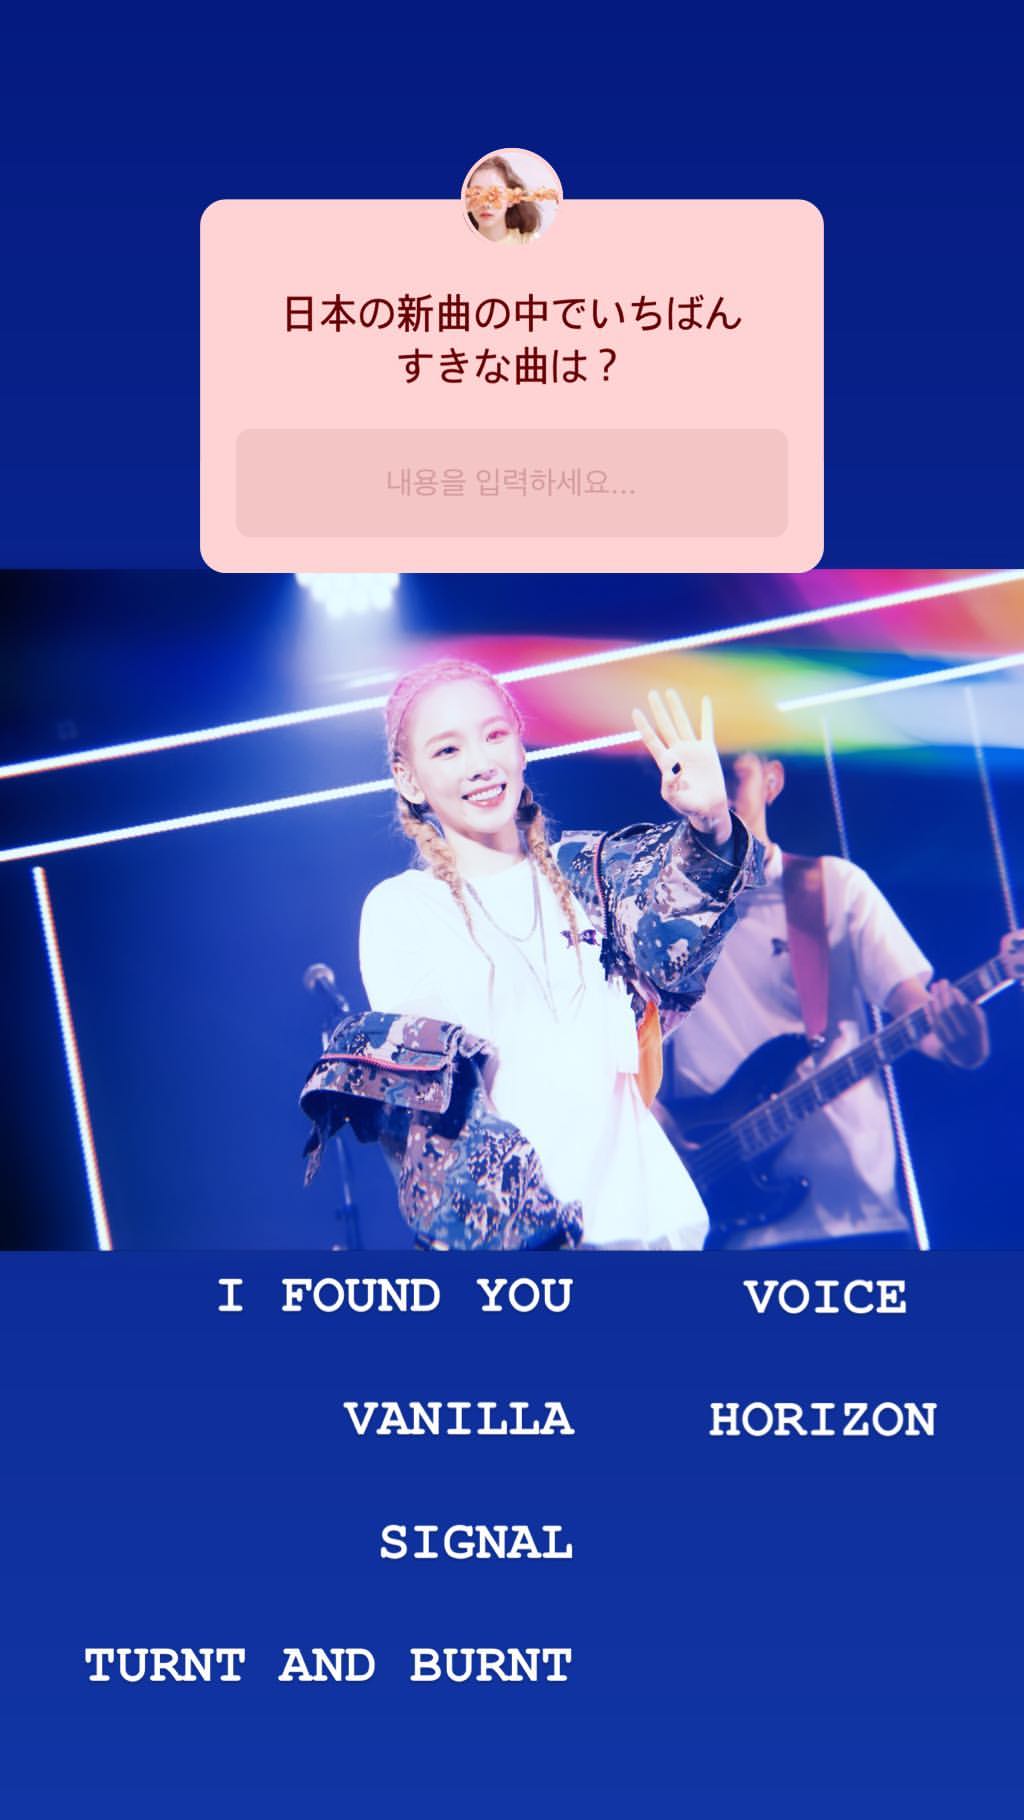 日本の新曲の中でいちばん
すきな曲は？
내용을 입력하세요...
I FOUND YOU
VOICE
VANILLA
HORIZON
SIGNAL
TURNT AND BURNT